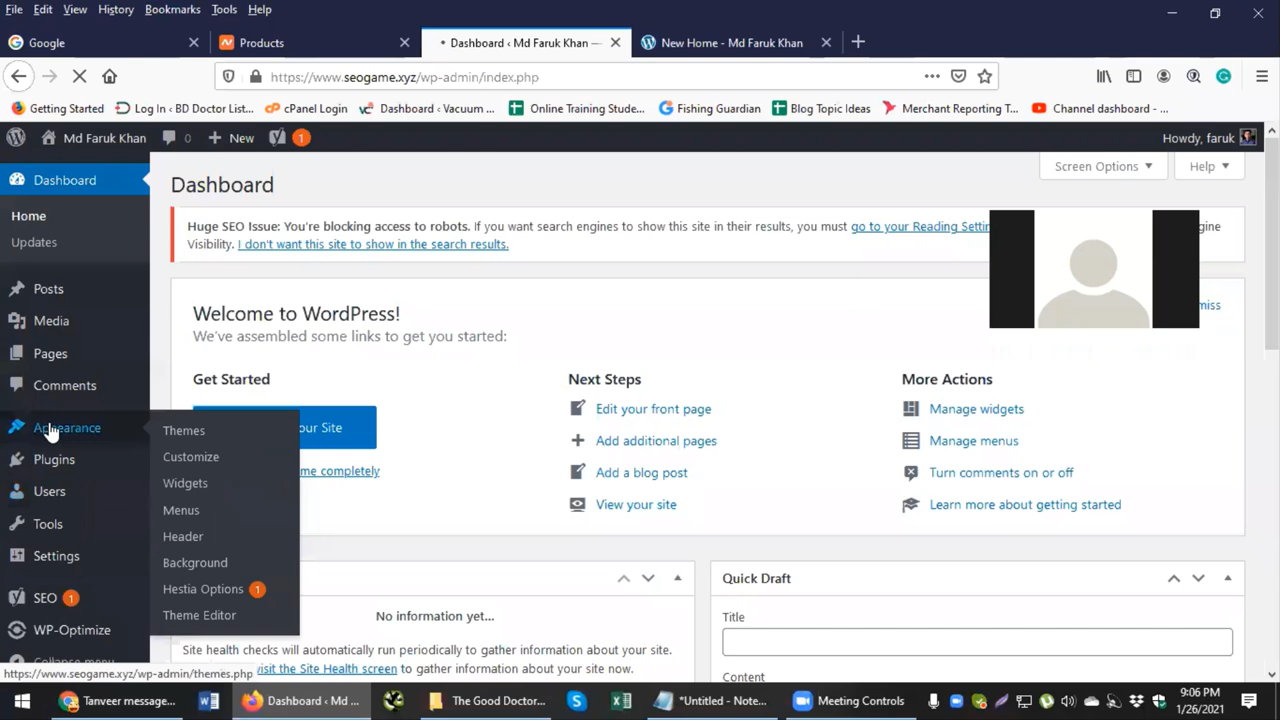 File Edit View History Bookmarks Tools Help
Google
Products
Dashboard ‹ Md Faruk Khan —
New Home - Md Faruk Khan
https://www.seogame.xyz/wp-admin/index.php
Getting Started
Log In ‹ BD Doctor List...
cPanel Login
Dashboard ‹ Vacuum ...
Online Training Stude...
Fishing Guardian
Blog Topic Ideas
Merchant Reporting T...
Channel dashboard - ...
Md Faruk Khan 0 New 1
Howdy, faruk
Dashboard
Home
Updates
Posts
Media
Pages
Comments
Appearance
Plugins
Users
Tools
Settings
SEO 1
WP-Optimize
Collapse menu
Themes
Customize
Widgets
Menus
Header
Background
Hestia Options 1
Theme Editor
Screen Options
Help
Dashboard
Huge SEO Issue: You're blocking access to robots. If you want search engines to show this site in their results, you must go to your Reading Settin
Visibility. I don't want this site to show in the search results.
Welcome to WordPress!
We've assembled some links to get you started:
Get Started
our Site
me completely
Next Steps
Edit your front page
Add additional pages
Add a blog post
View your site
More Actions
Manage widgets
Manage menus
Turn comments on or off
Learn more about getting started
No information yet...
Site health checks will automatically run periodically to gather information about your site.
visit the Site Health screen to gather information about your site now.
Quick Draft
Title
Content
https://www.seogame.xyz/wp-admin/themes.php
Tanveer message...
Dashboard ‹ Md ...
The Good Doctor...
*Untitled - Note...
Meeting Controls
9:06 PM
1/26/2021